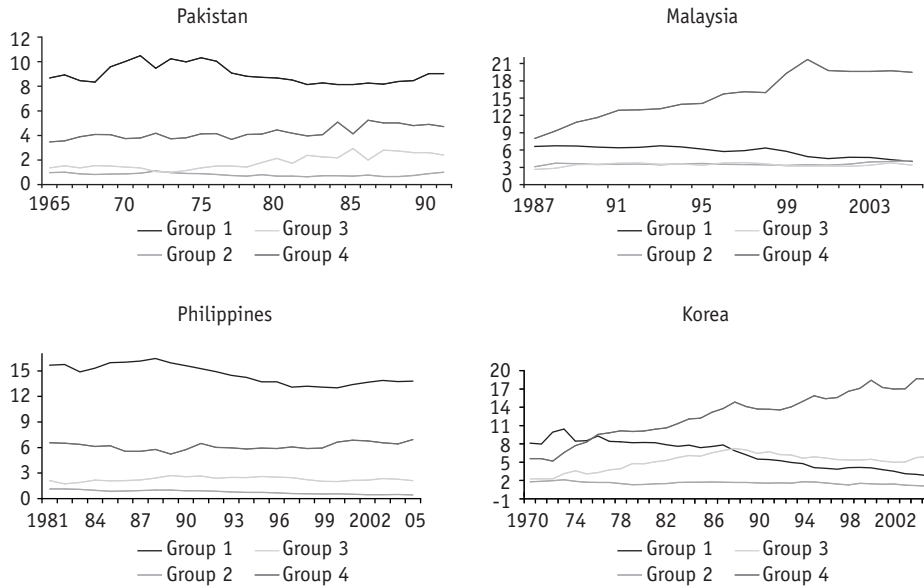 Pakistan
12
10
8
6
4
2
0
1965 70 75 80 85 90
Group 1 Group 3
Group 2 Group 4
Malaysia
21
18
15
12
9
6
3
0
1987 91 95 99 2003
Group 1 Group 3
Group 2 Group 4
Philippines
15
12
9
6
3
0
1981 84 87 90 93 96 99 2002 05
Group 1 Group 3
Group 2 Group 4
Korea
20
17
14
11
8
5
2
-1
1970 74 78 82 86 90 94 98 2002
Group 1 Group 3
Group 2 Group 4